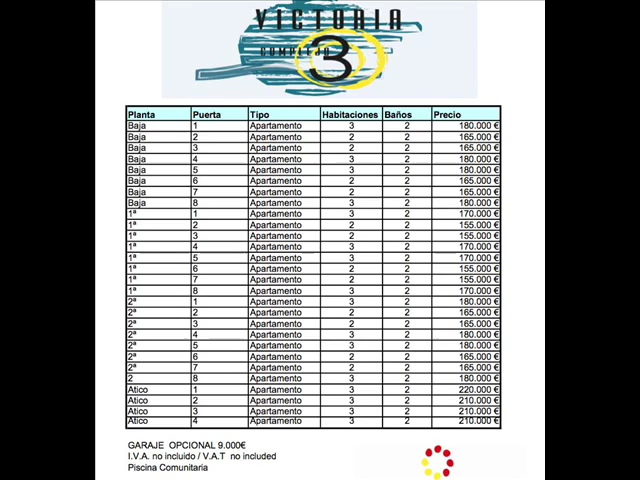 VICTORIA
COMPLEJO
3
Planta Puerta Tipo Habitaciones Baños Precio
Baja 1 Apartamento 3 2 180.000 €
Baja 2 Apartamento 2 2 165.000 €
Baja 3 Apartamento 2 2 165.000 €
Baja 4 Apartamento 3 2 180.000 €
Baja 5 Apartamento 3 2 180.000 €
Baja 6 Apartamento 2 2 165.000 €
Baja 7 Apartamento 2 2 165.000 €
Baja 8 Apartamento 3 2 180.000 €
1ª 1 Apartamento 3 2 170.000 €
1ª 2 Apartamento 2 2 155.000 €
1ª 3 Apartamento 2 2 155.000 €
1ª 4 Apartamento 3 2 170.000 €
1ª 5 Apartamento 3 2 170.000 €
1ª 6 Apartamento 2 2 155.000 €
1ª 7 Apartamento 2 2 155.000 €
1ª 8 Apartamento 3 2 170.000 €
2ª 1 Apartamento 3 2 180.000 €
2ª 2 Apartamento 2 2 165.000 €
2ª 3 Apartamento 2 2 165.000 €
2ª 4 Apartamento 3 2 180.000 €
2ª 5 Apartamento 3 2 180.000 €
2ª 6 Apartamento 2 2 165.000 €
2ª 7 Apartamento 2 2 165.000 €
2 8 Apartamento 3 2 180.000 €
Atico 1 Apartamento 3 2 220.000 €
Atico 2 Apartamento 3 2 210.000 €
Atico 3 Apartamento 3 2 210.000 €
Atico 4 Apartamento 3 2 210.000 €
GARAJE OPCIONAL 9.000€
I.V.A. no incluido / V.A.T no included
Piscina Comunitaria